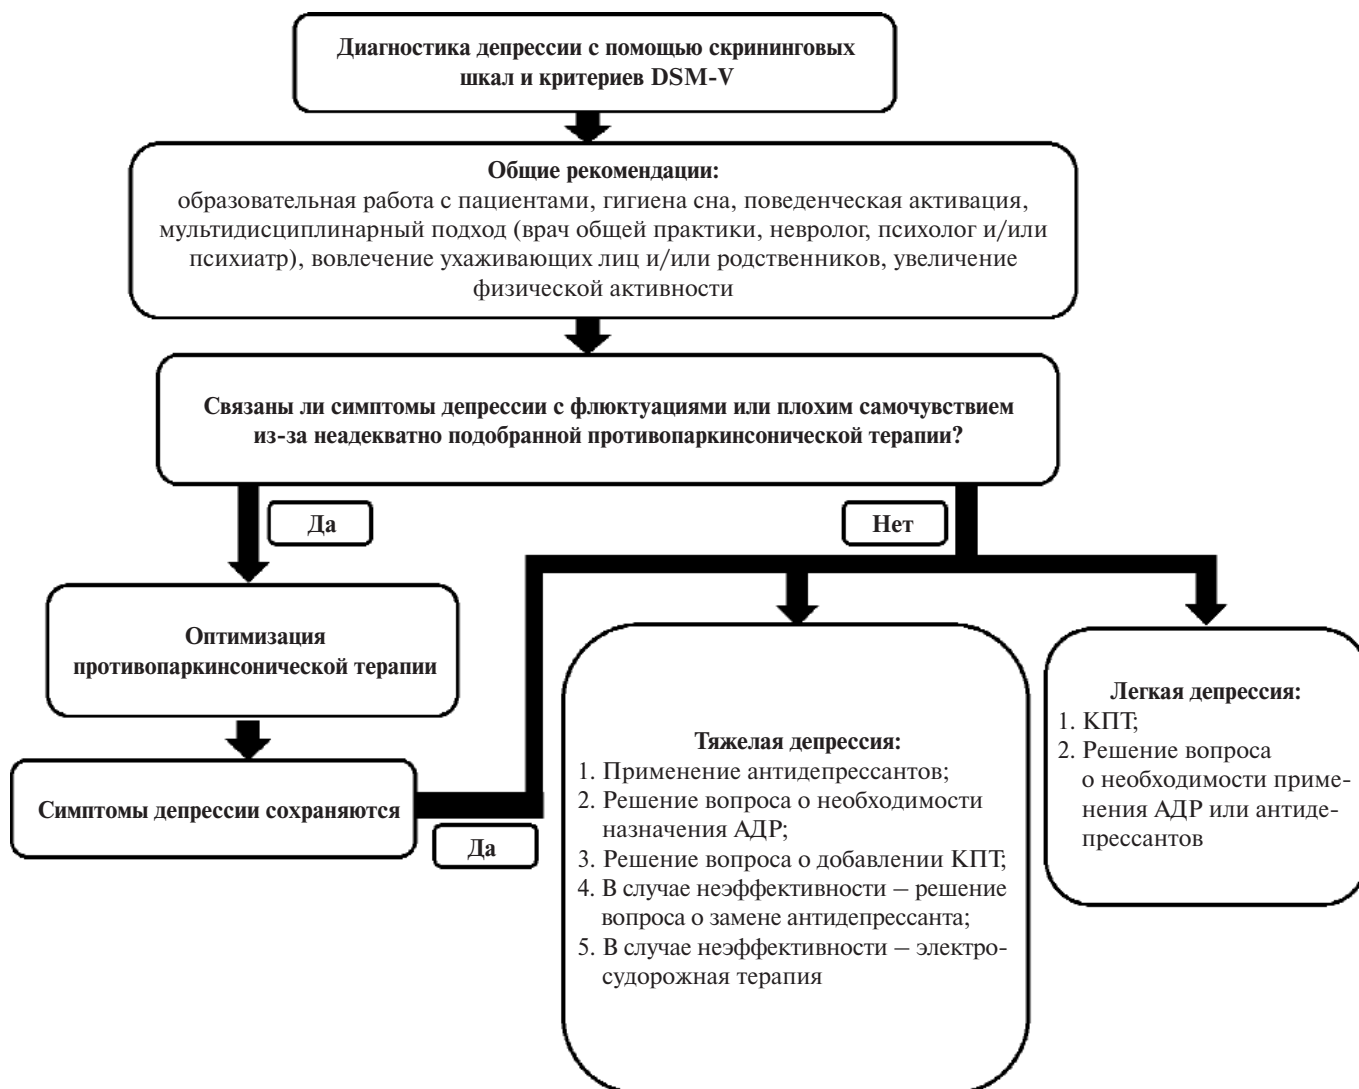 Диагностика депрессии с помощью скрининговых
шкал и критериев DSM-V
Общие рекомендации:
образовательная работа с пациентами, гигиена сна, поведенческая активация,
мультидисциплинарный подход (врач общей практики, невролог, психолог и/или
психиатр), вовлечение ухаживающих лиц и/или родственников, увеличение
физической активности
Связаны ли симптомы депрессии с флюктуациями или плохим самочувствием
из-за неадекватно подобранной противопаркинсонической терапии?
Да
Нет
Оптимизация
противопаркинсонической терапии
Симптомы депрессии сохраняются
Да
Тяжелая депрессия:
1. Применение антидепрессантов;
2. Решение вопроса о необходимости
назначения АДР;
3. Решение вопроса о добавлении КПТ;
4. В случае неэффективности – решение
вопроса о замене антидепрессанта;
5. В случае неэффективности – электро-
судорожная терапия
Легкая депрессия:
1. КПТ;
2. Решение вопроса
о необходимости приме-
нения АДР или антиде-
прессантов